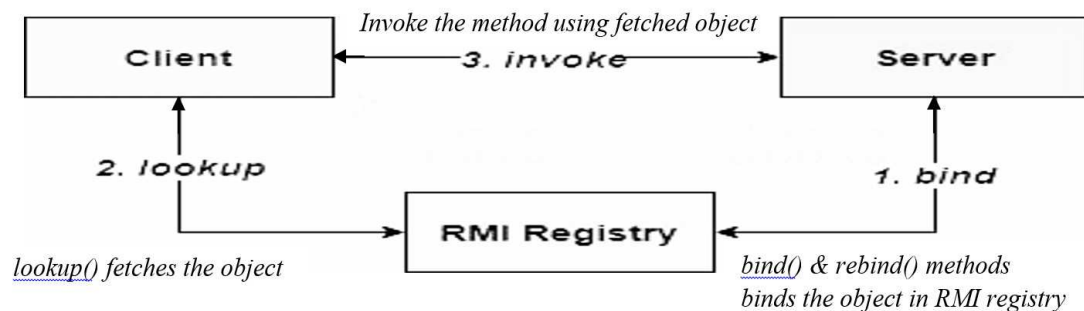 Invoke the method using fetched object
Client
3. invoke
Server
2. lookup
1. bind
RMI Registry
lookup() fetches the object
bind() & rebind() methods
binds the object in RMI registry